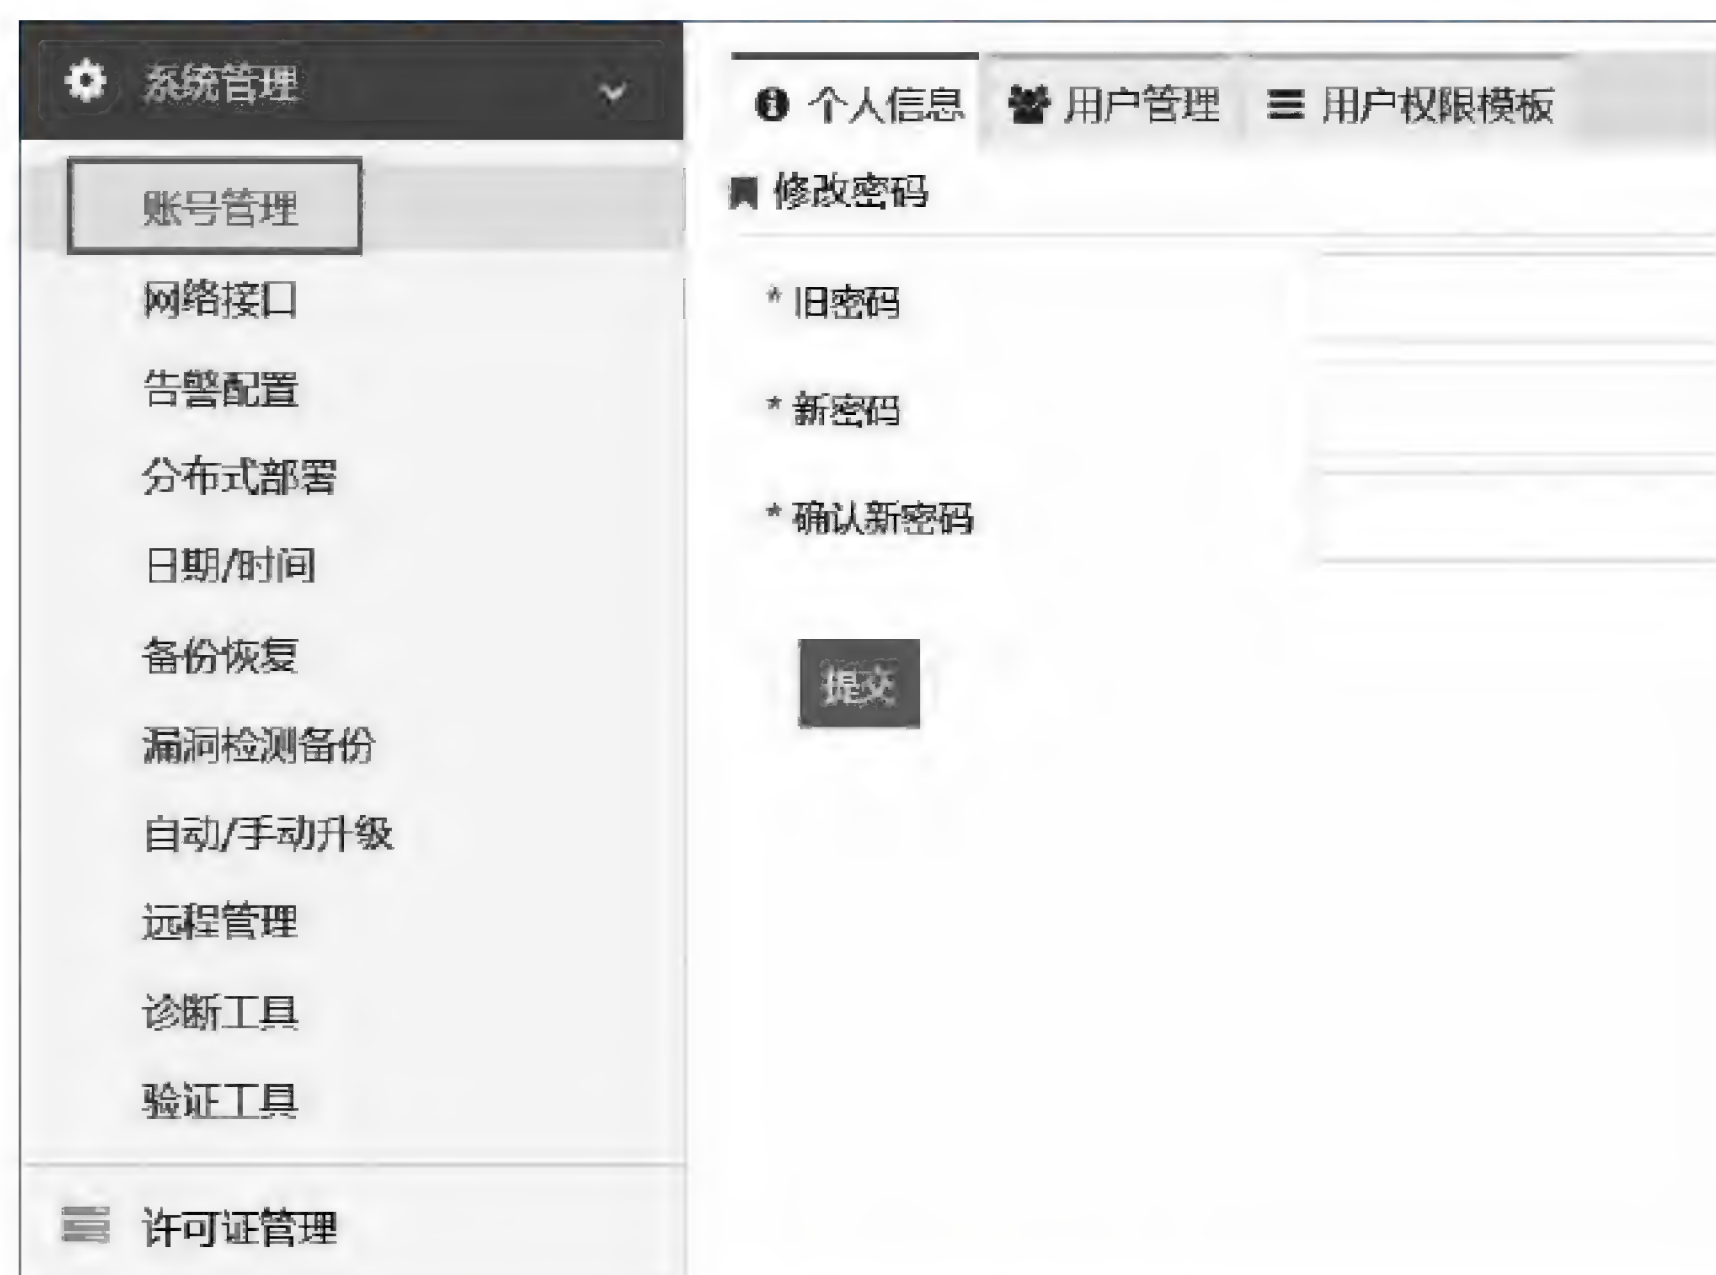 系统管理
账号管理
网络接口
告警配置
分布式部署
日期/时间
备份恢复
漏洞检测备份
自动/手动升级
远程管理
诊断工具
验证工具
许可证管理
个人信息 用户管理 用户权限模板
修改密码
* 旧密码
* 新密码
* 确认新密码
提交